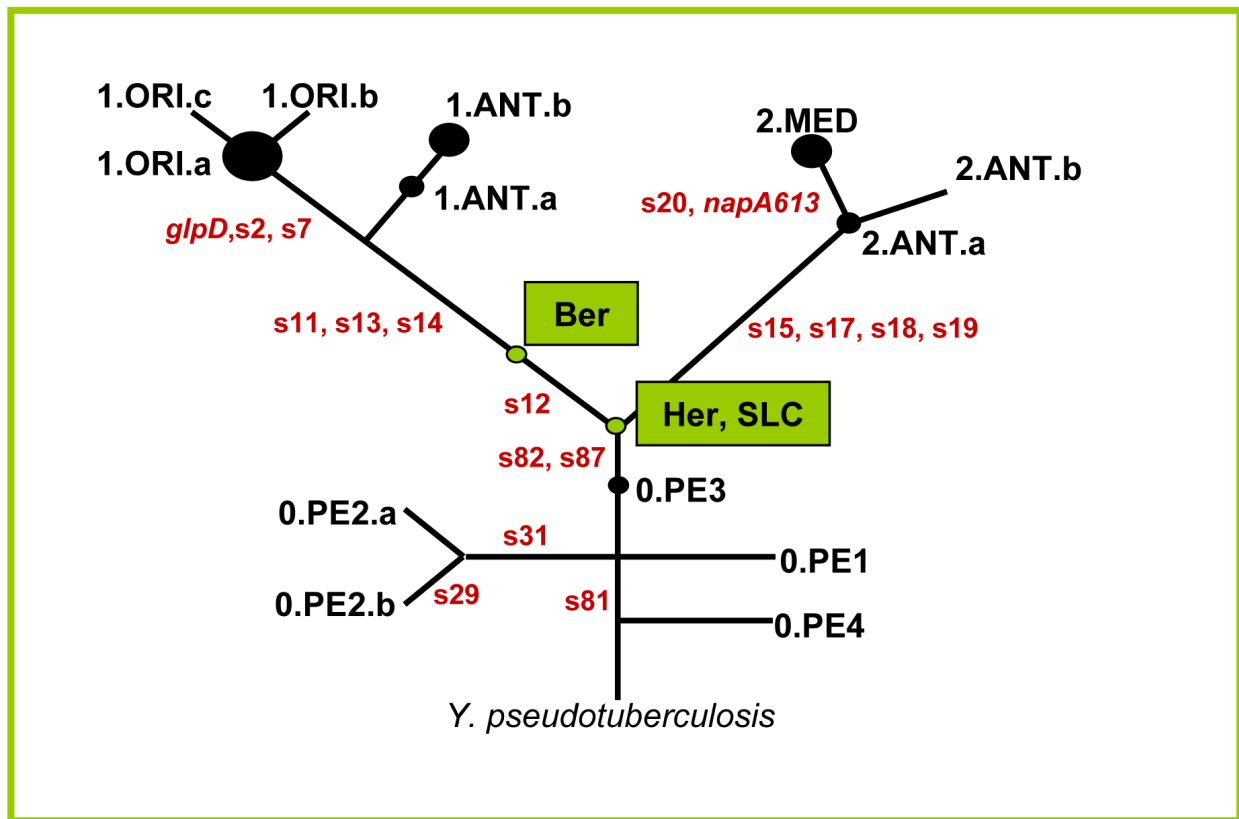 1.ORI.c
1.ORI.b
1.ANT.b
2.MED
1.ORI.a
2.ANT.b
1.ANT.a
s20, napA613
glpD,s2, s7
2.ANT.a
Ber
s11, s13, s14
s15, s17, s18, s19
s12
Her, SLC
s82, s87
0.PE3
0.PE2.a
s31
0.PE1
0.PE2.b
s29
s81
0.PE4
Y. pseudotuberculosis